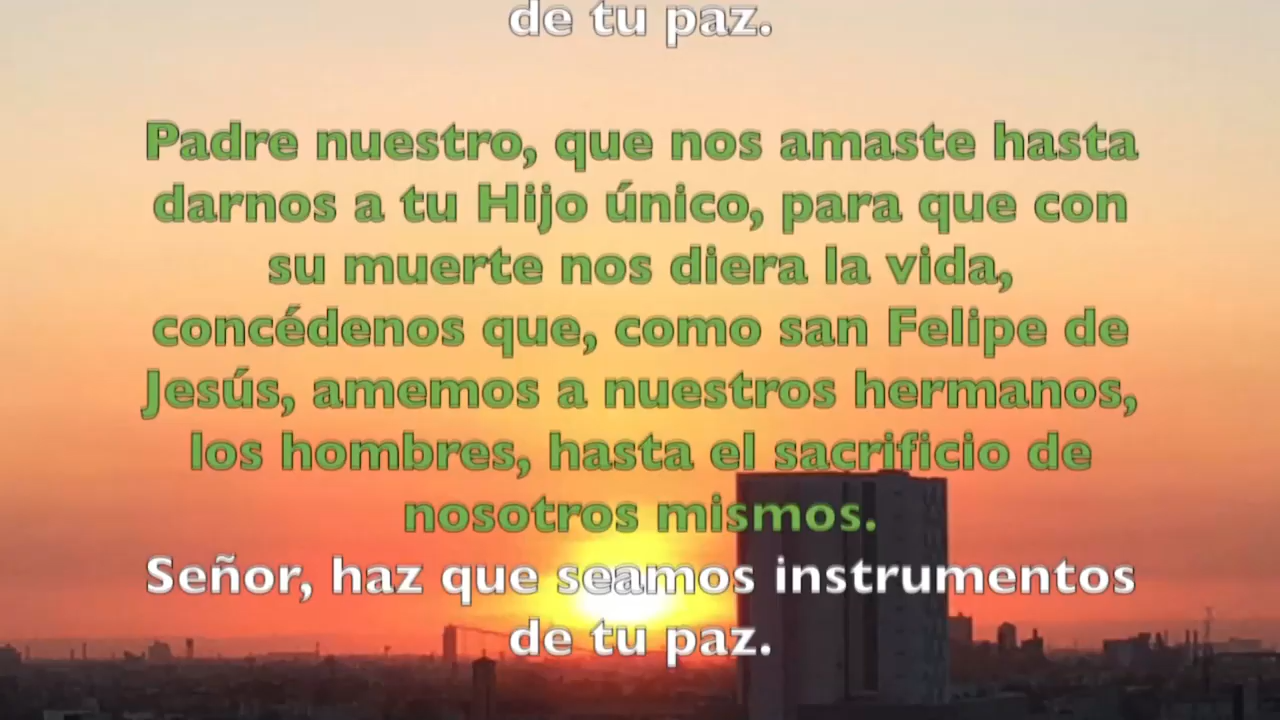 de tu paz.
Padre nuestro, que nos amaste hasta
darnos a tu Hijo único, para que con
su muerte nos diera la vida,
concédenos que, como san Felipe de
Jesús, amemos a nuestros hermanos,
los hombres, hasta el sacrificio de
nosotros mismos.
Señor, haz que seamos instrumentos
de tu paz.